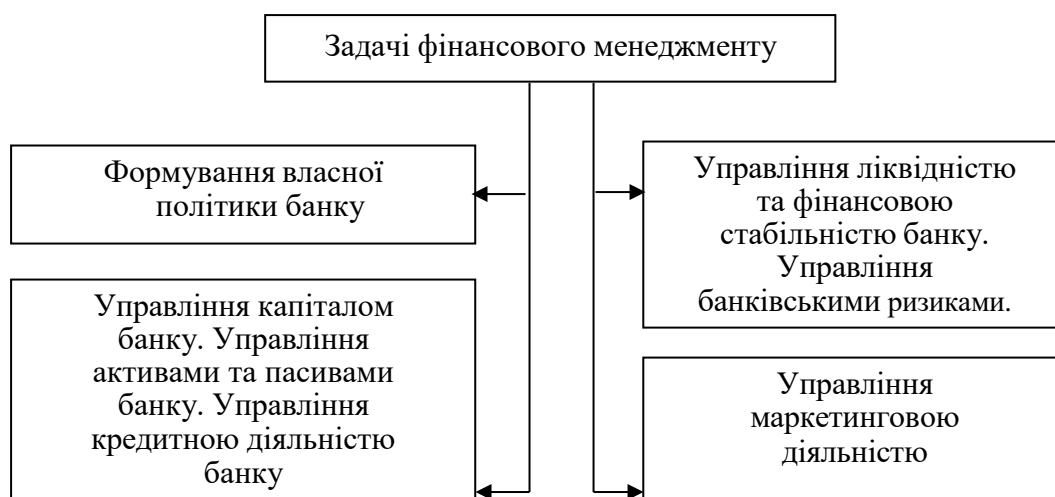 Задачі фінансового менеджменту
Формування власної
політики банку
Управління ліквідністю
та фінансовою
стабільністю банку.
Управління
банківськими ризиками.
Управління капіталом
банку. Управління
активами та пасивами
банку. Управління
кредитною діяльністю
банку
Управління
маркетинговою
діяльністю